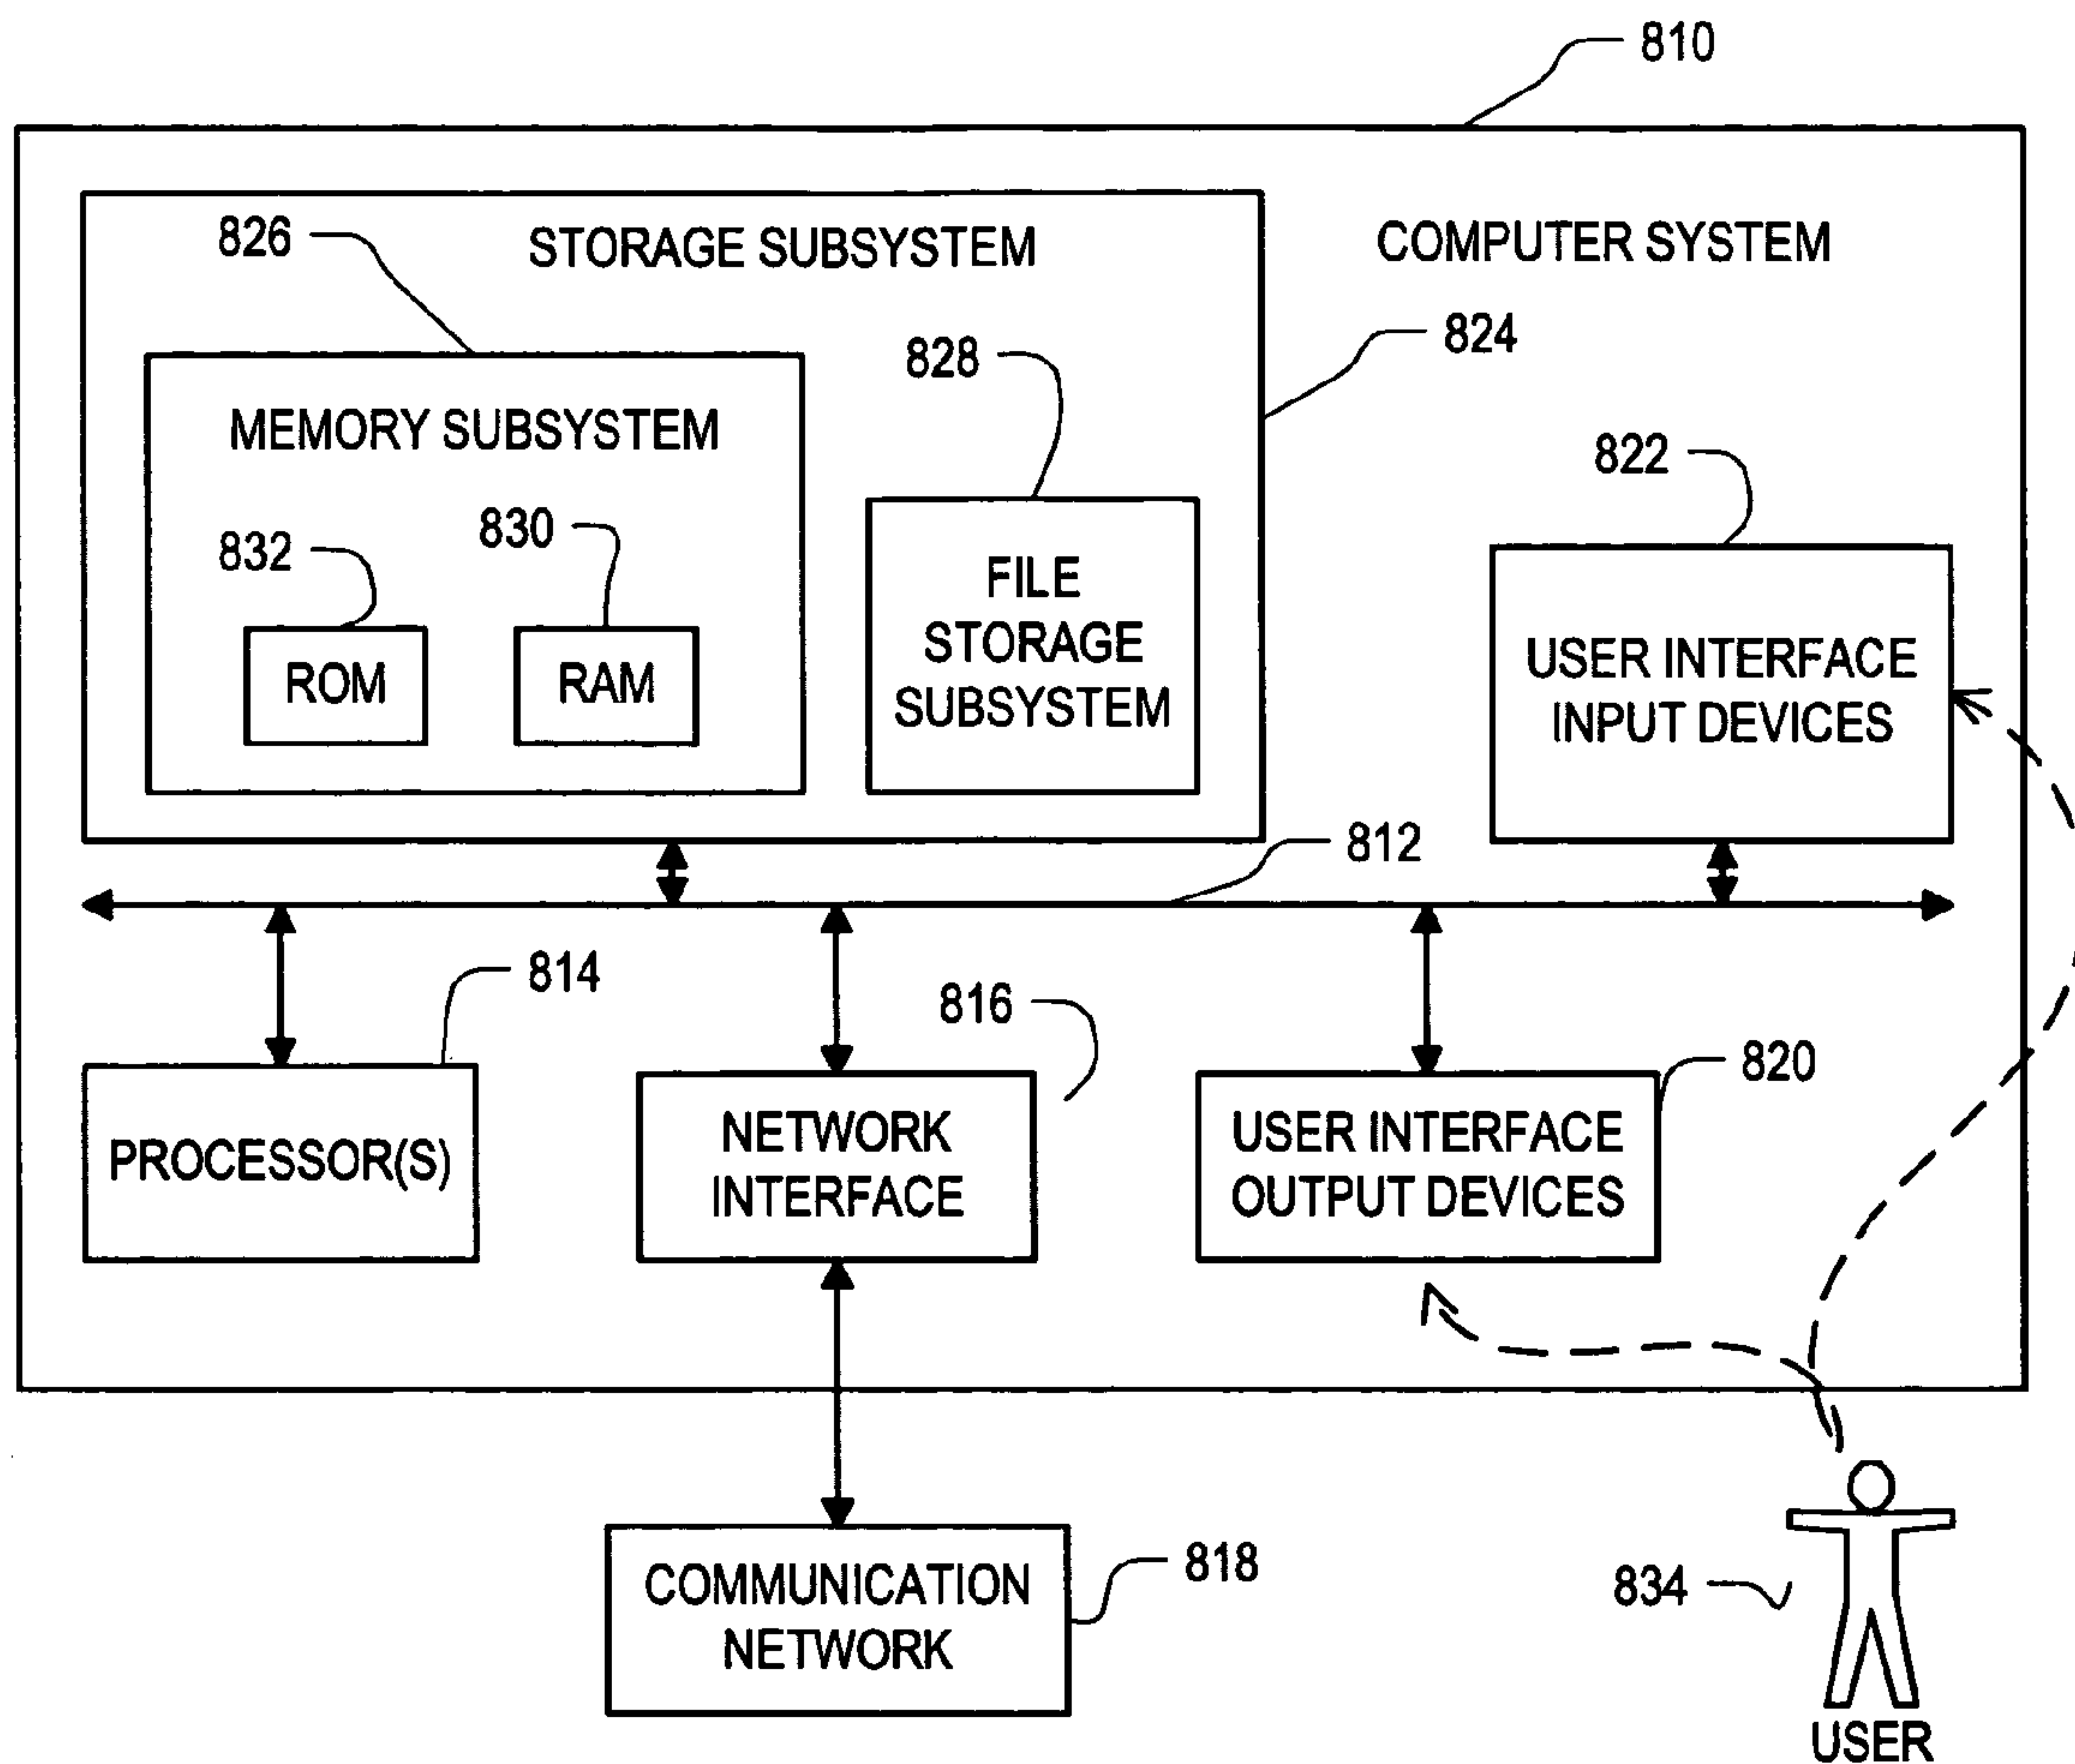 810
826
STORAGE SUBSYSTEM
COMPUTER SYSTEM
824
828
MEMORY SUBSYSTEM
822
832
830
FILE
STORAGE
SUBSYSTEM
ROM
RAM
USER INTERFACE
INPUT DEVICES
812
814
816
820
PROCESSOR(S)
NETWORK
INTERFACE
USER INTERFACE
OUTPUT DEVICES
818
COMMUNICATION
NETWORK
834
USER